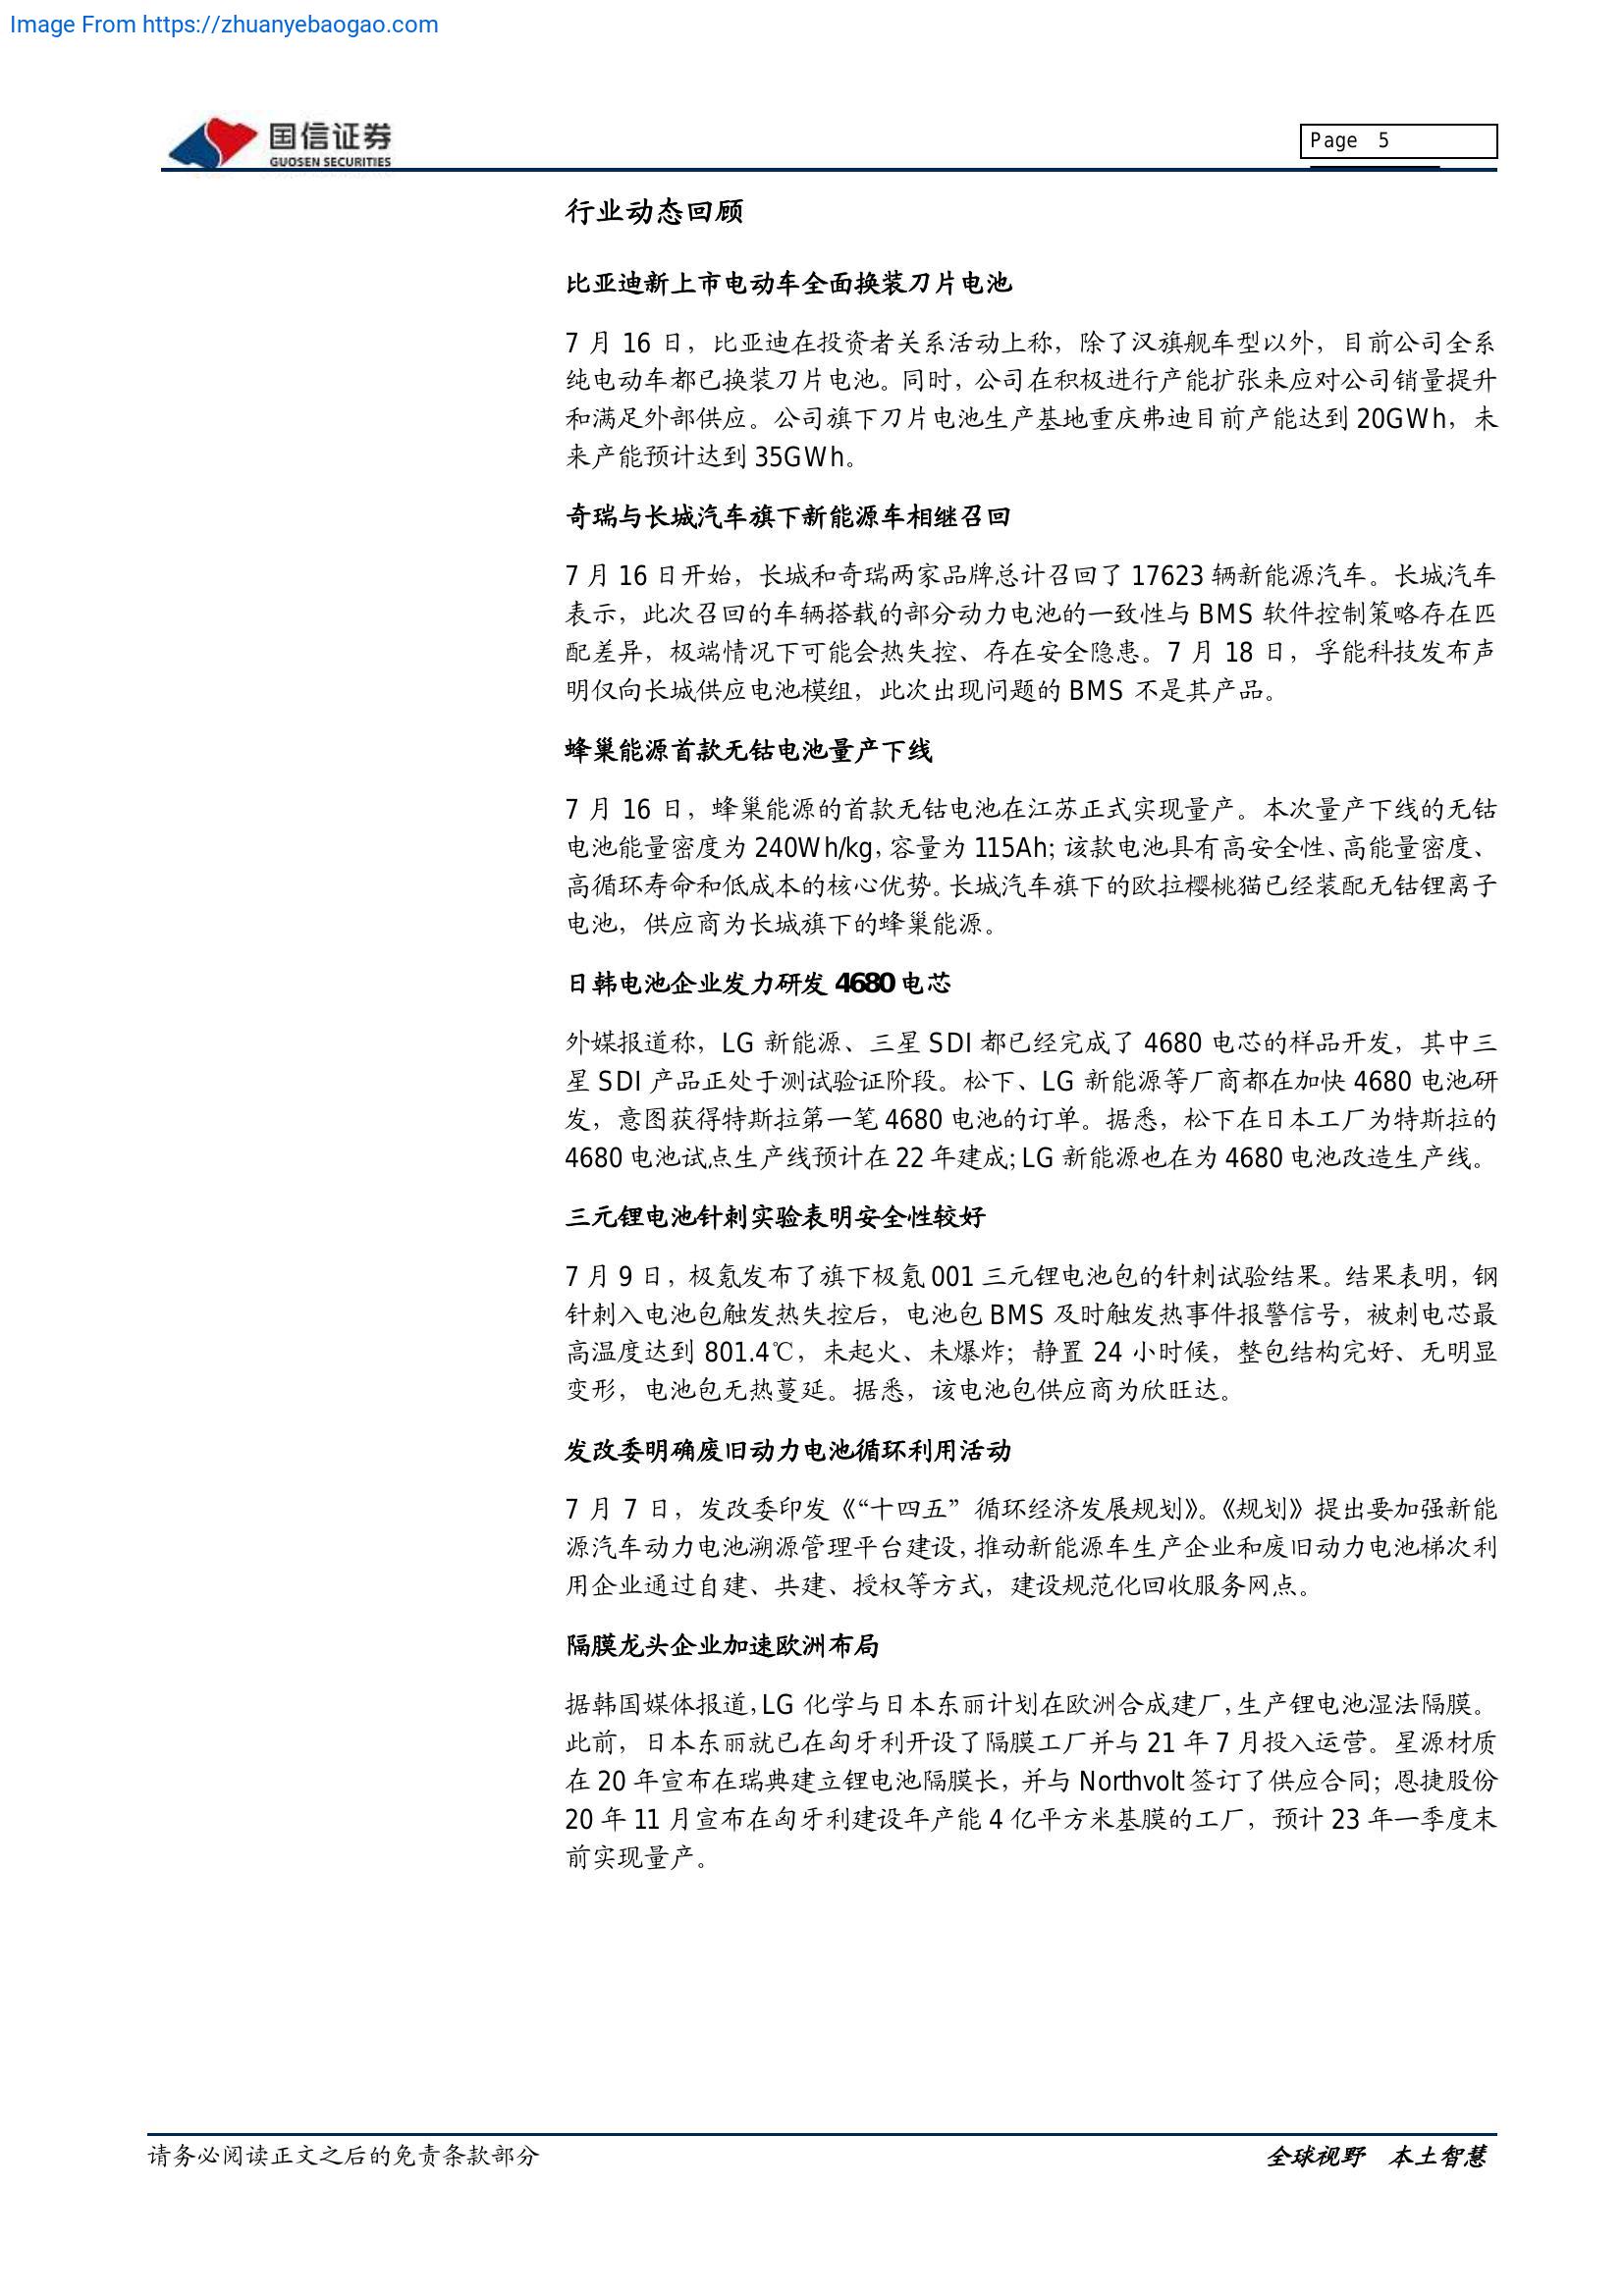 Image From https://zhuanyebaogao.com
国信证券
GUOSEN SECURITIES
Page 5
行业动态回顾
比亚迪新上市电动车全面换装刀片电池
7 月 16 日，比亚迪在投资者关系活动上称，除了汉旗舰车型以外，目前公司全系
纯电动车都已换装刀片电池。同时，公司在积极进行产能扩张来应对公司销量提升
和满足外部供应。公司旗下刀片电池生产基地重庆弗迪目前产能达到 20GWh，未
来产能预计达到 35GWh。
奇瑞与长城汽车旗下新能源车相继召回
7 月 16 日开始，长城和奇瑞两家品牌总计召回了 17623 辆新能源汽车。长城汽车
表示，此次召回的车辆搭载的部分动力电池的一致性与 BMS 软件控制策略存在匹
配差异，极端情况下可能会热失控、存在安全隐患。7 月 18 日，孚能科技发布声
明仅向长城供应电池模组，此次出现问题的 BMS 不是其产品。
蜂巢能源首款无钴电池量产下线
7 月 16 日，蜂巢能源的首款无钴电池在江苏正式实现量产。本次量产下线的无钴
电池能量密度为 240Wh/kg，容量为 115Ah；该款电池具有高安全性、高能量密度、
高循环寿命和低成本的核心优势。长城汽车旗下的欧拉樱桃猫已经装配无钴锂离子
电池，供应商为长城旗下的蜂巢能源。
日韩电池企业发力研发 4680 电芯
外媒报道称，LG 新能源、三星 SDI 都已经完成了 4680 电芯的样品开发，其中三
星 SDI 产品正处于测试验证阶段。松下、LG 新能源等厂商都在加快 4680 电池研
发，意图获得特斯拉第一笔 4680 电池的订单。据悉，松下在日本工厂为特斯拉的
4680 电池试点生产线预计在 22 年建成；LG 新能源也在为 4680 电池改造生产线。
三元锂电池针刺实验表明安全性较好
7 月 9 日，极氪发布了旗下极氪 001 三元锂电池包的针刺试验结果。结果表明，钢
针刺入电池包触发热失控后，电池包 BMS 及时触发热事件报警信号，被刺电芯最
高温度达到 801.4℃，未起火、未爆炸；静置 24 小时候，整包结构完好、无明显
变形，电池包无热蔓延。据悉，该电池包供应商为欣旺达。
发改委明确废旧动力电池循环利用活动
7 月 7 日，发改委印发《“十四五”循环经济发展规划》。《规划》提出要加强新能
源汽车动力电池溯源管理平台建设，推动新能源车生产企业和废旧动力电池梯次利
用企业通过自建、共建、授权等方式，建设规范化回收服务网点。
隔膜龙头企业加速欧洲布局
据韩国媒体报道，LG 化学与日本东丽计划在欧洲合成建厂，生产锂电池湿法隔膜。
此前，日本东丽就已在匈牙利开设了隔膜工厂并与 21 年 7 月投入运营。星源材质
在 20 年宣布在瑞典建立锂电池隔膜长，并与 Northvolt 签订了供应合同；恩捷股份
20 年 11 月宣布在匈牙利建设年产能 4 亿平方米基膜的工厂，预计 23 年一季度末
前实现量产。
请务必阅读正文之后的免责条款部分
全球视野 本土智慧